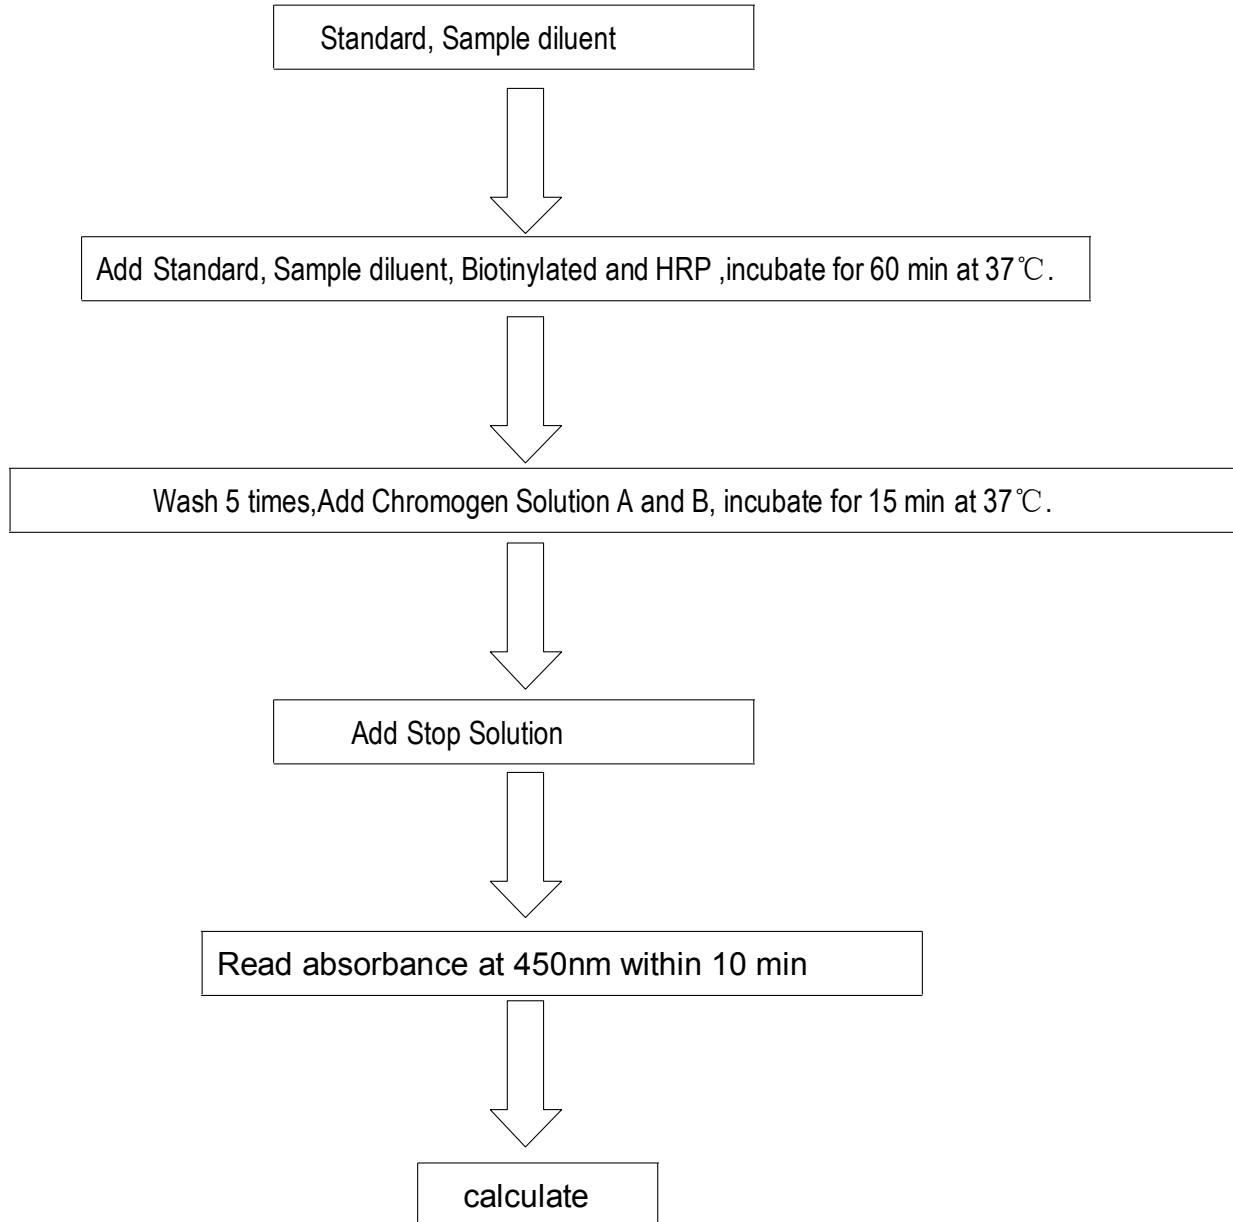 Standard, Sample diluent
Add Standard, Sample diluent, Biotinylated and HRP ,incubate for 60 min at 37℃.
Wash 5 times,Add Chromogen Solution A and B, incubate for 15 min at 37℃.
Add Stop Solution
Read absorbance at 450nm within 10 min
calculate